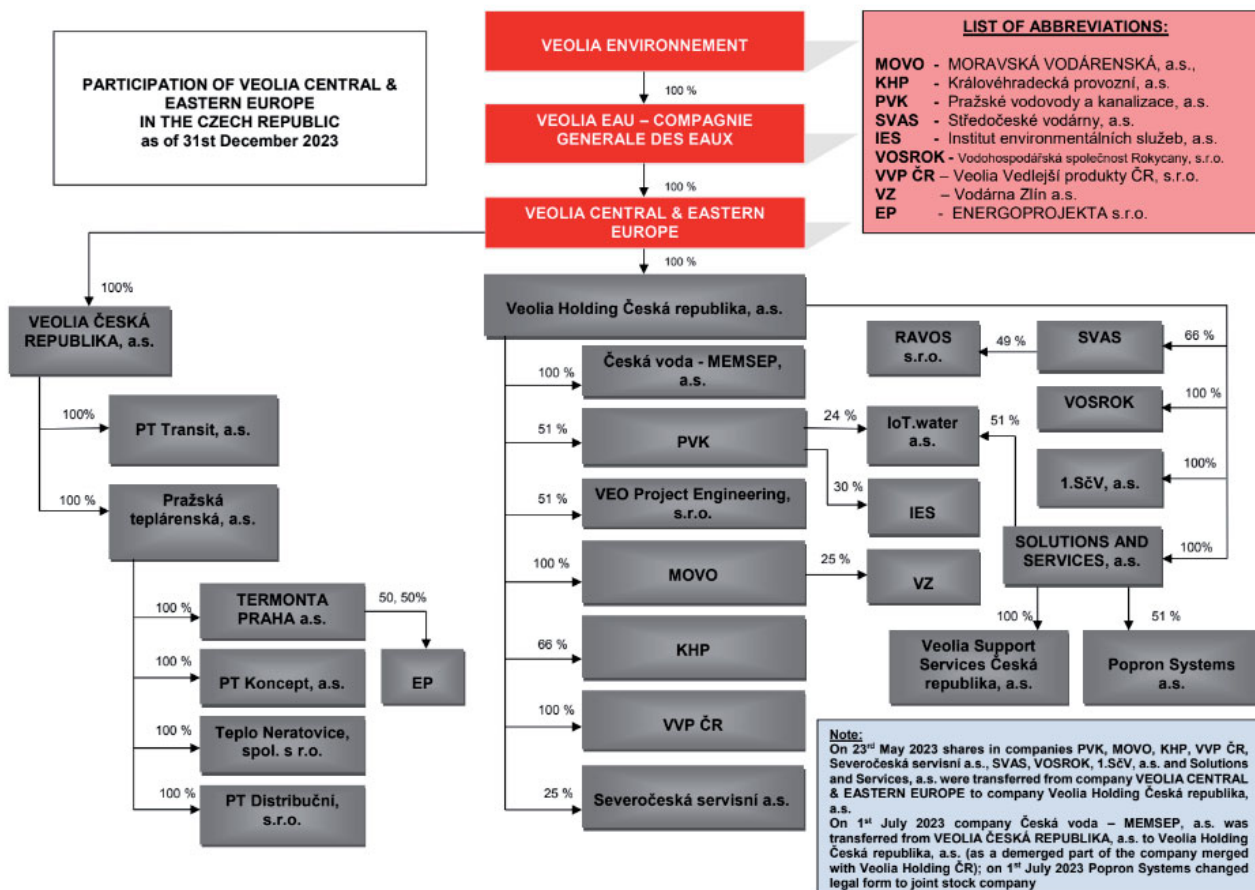 PARTICIPATION OF VEOLIA CENTRAL &
EASTERN EUROPE
IN THE CZECH REPUBLIC
as of 31st December 2023
VEOLIA ENVIRONNEMENT
100 %
VEOLIA EAU – COMPAGNIE
GENERALE DES EAUX
100 %
VEOLIA CENTRAL & EASTERN
EUROPE
100 %
LIST OF ABBREVIATIONS:
MOVO - MORAVSKÁ VODÁRENSKÁ, a.s.,
KHP - Královéhradecká provozní, a.s.
PVK - Pražské vodovody a kanalizace, a.s.
SVAS - Středočeské vodárny, a.s.
IES - Institut environmentálních služeb, a.s.
VOSROK - Vodohospodářská společnost Rokycany, s.r.o.
VVP ČR – Veolia Vedlejší produkty ČR, s.r.o.
VZ – Vodárna Zlín a.s.
EP - ENERGOPROJEKTA s.r.o.
100%
VEOLIA ČESKÁ
REPUBLIKA, a.s.
100%
PT Transit, a.s.
100 %
Pražská
teplárenská, a.s.
100 %
TERMONTA
PRAHA a.s.
50, 50%
EP
100 %
PT Koncept, a.s.
100 %
Teplo Neratovice,
spol. s r.o.
100 %
PT Distribuční,
s.r.o.
Veolia Holding Česká republika, a.s.
100 %
Česká voda - MEMSEP,
a.s.
51 %
PVK
24 %
IoT.water
a.s.
51 %
30 %
IES
51 %
VEO Project Engineering,
s.r.o.
100 %
MOVO
25 %
VZ
66 %
KHP
100 %
VVP ČR
25 %
Severočeská servisní a.s.
RAVOS
s.r.o.
49 %
SVAS
66 %
VOSROK
100 %
1.SčV, a.s.
100%
SOLUTIONS AND
SERVICES, a.s.
100%
100 %
51 %
Veolia Support
Services Česká
republika, a.s.
Popron Systems
a.s.
Note:
On 23rd May 2023 shares in companies PVK, MOVO, KHP, VVP ČR,
Severočeská servisní a.s., SVAS, VOSROK, 1.SčV, a.s. and Solutions
and Services, a.s. were transferred from company VEOLIA CENTRAL
& EASTERN EUROPE to company Veolia Holding Česká republika,
a.s.
On 1st July 2023 company Česká voda – MEMSEP, a.s. was
transferred from VEOLIA ČESKÁ REPUBLIKA, a.s. to Veolia Holding
Česká republika, a.s. (as a demerged part of the company merged
with Veolia Holding ČR); on 1st July 2023 Popron Systems changed
legal form to joint stock company